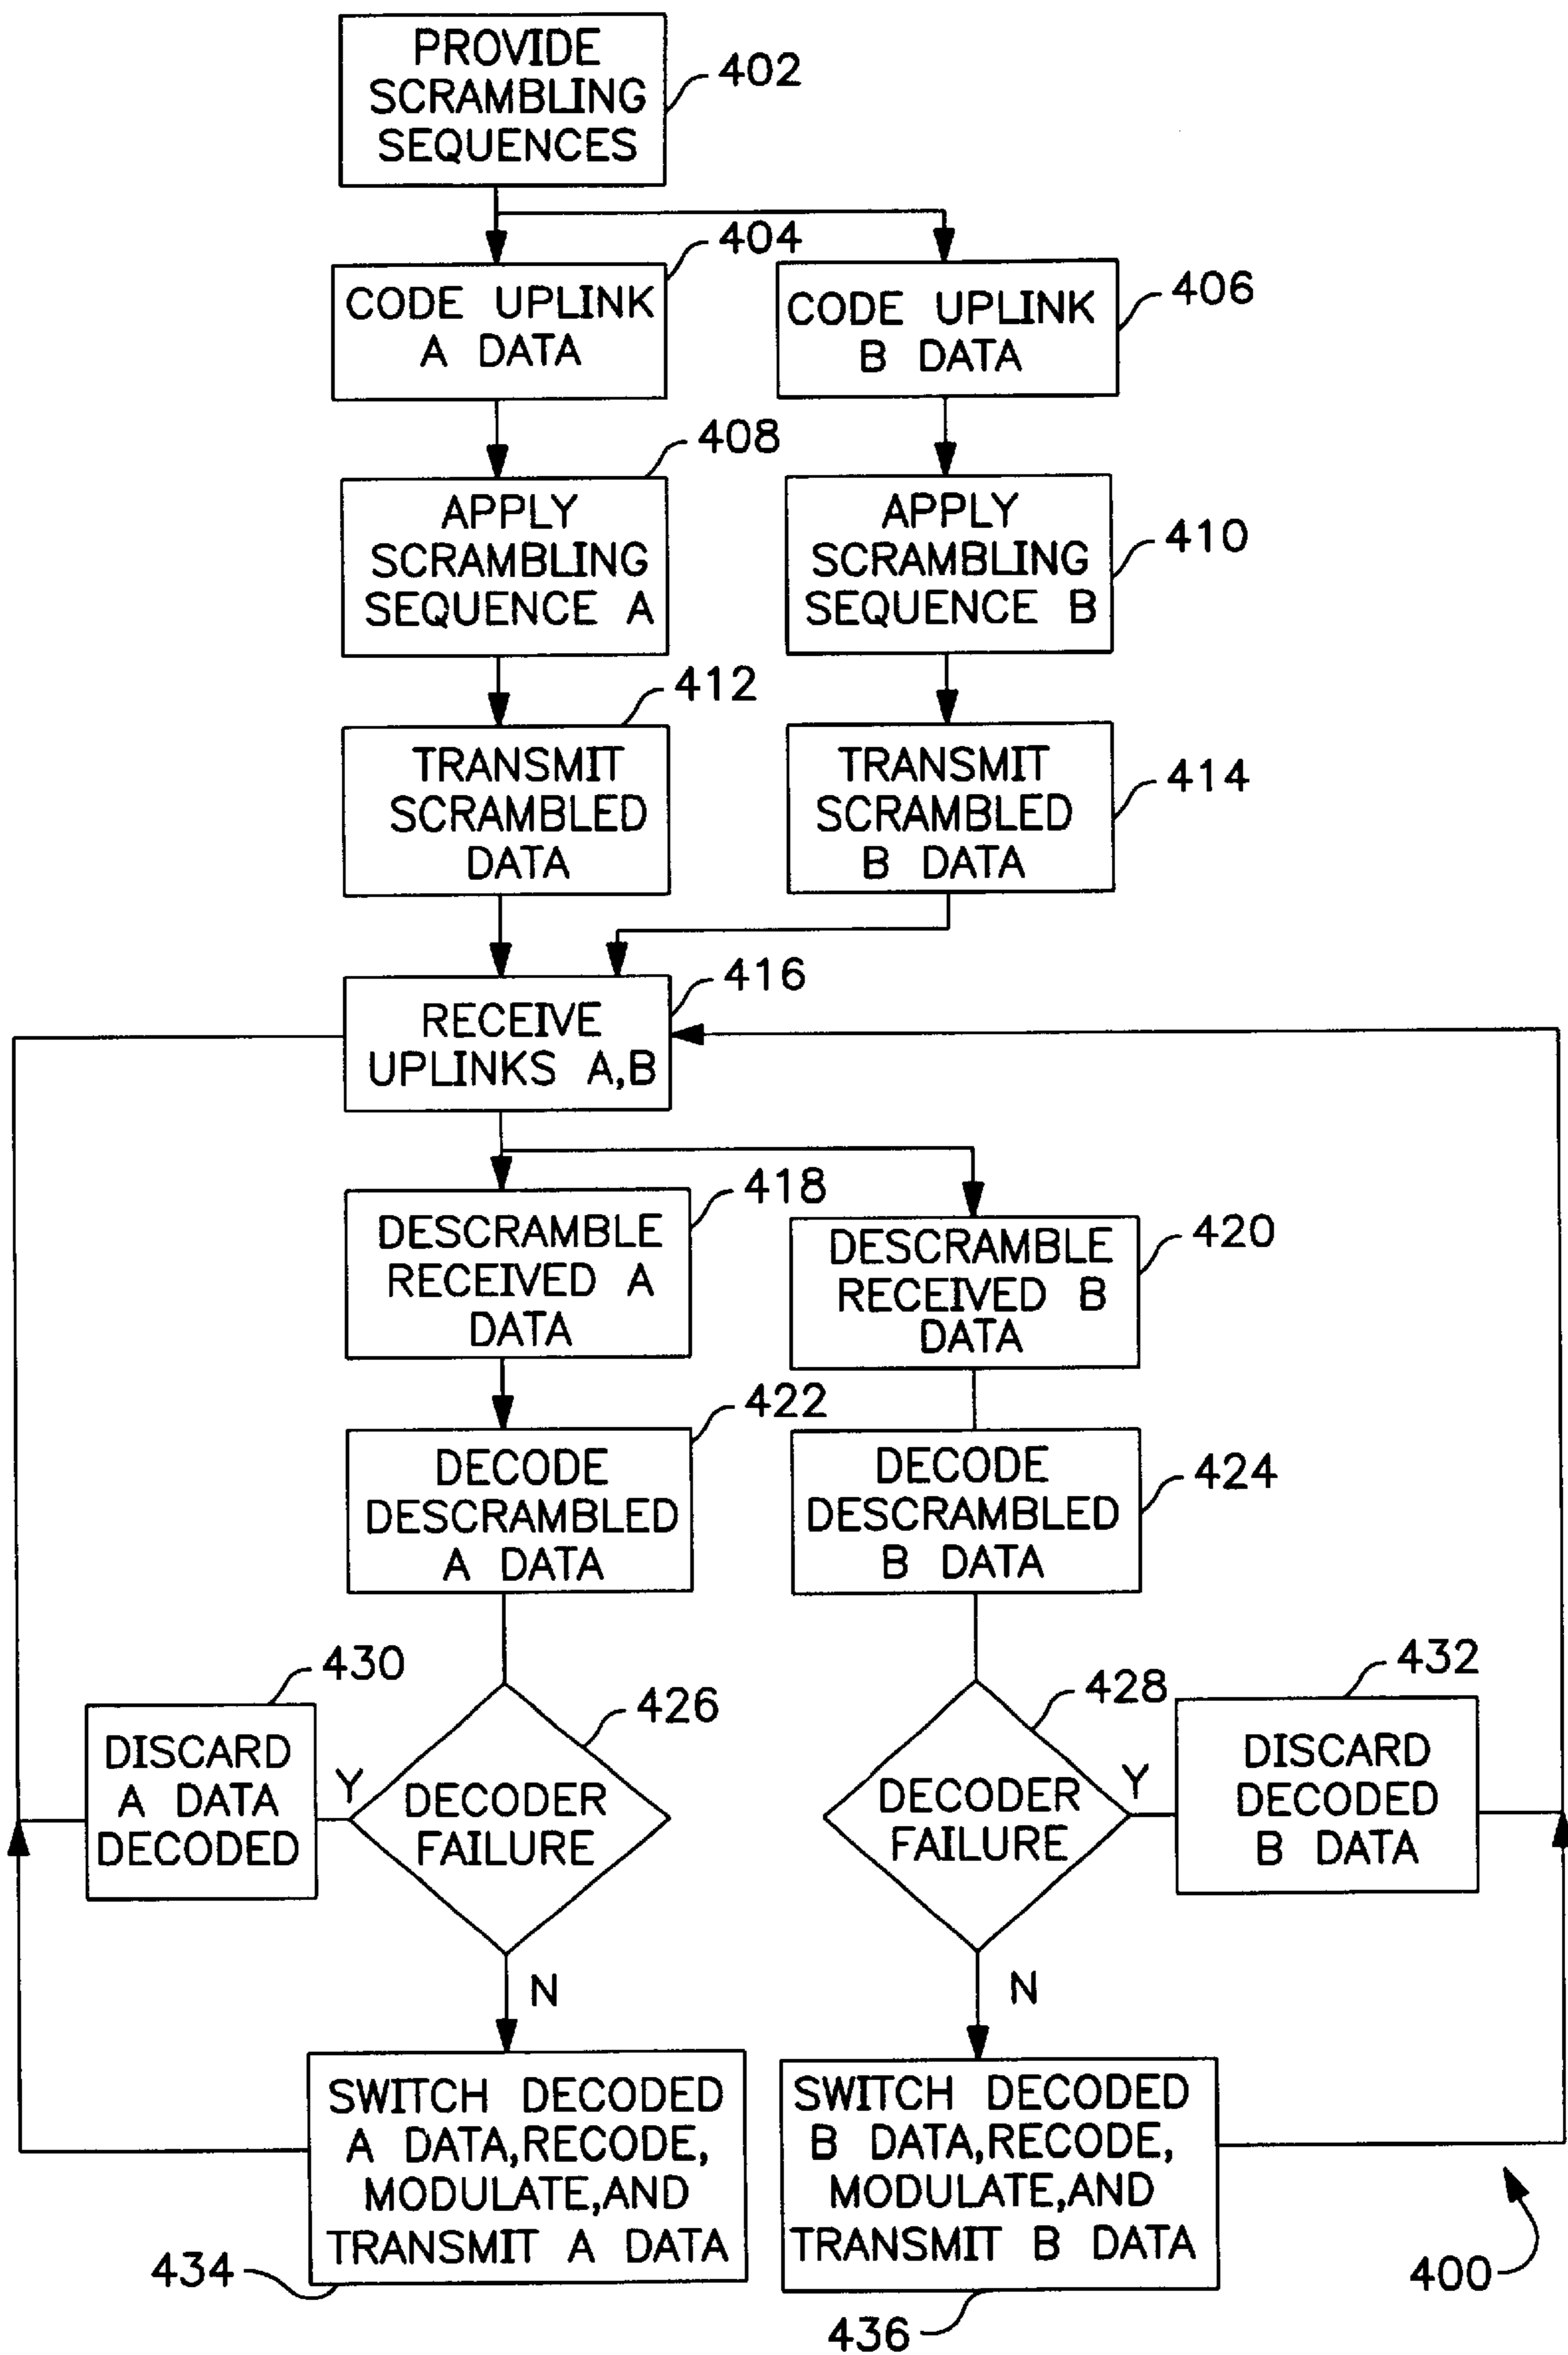 PROVIDE
SCRAMBLING
SEQUENCES
402
404
CODE UPLINK
A DATA
406
CODE UPLINK
B DATA
408
APPLY
SCRAMBLING
SEQUENCE A
410
APPLY
SCRAMBLING
SEQUENCE B
412
TRANSMIT
SCRAMBLED
DATA
414
TRANSMIT
SCRAMBLED
B DATA
416
RECEIVE
UPLINKS A,B
418
DESCRAMBLE
RECEIVED A
DATA
420
DESCRAMBLE
RECEIVED B
DATA
422
DECODE
DESCRAMBLED
A DATA
424
DECODE
DESCRAMBLED
B DATA
430
DISCARD
A DATA
DECODED
Y
426
DECODER
FAILURE
428
DECODER
FAILURE
Y
432
DISCARD
DECODED
B DATA
N
N
SWITCH DECODED
A DATA,RECODE,
MODULATE,AND
TRANSMIT A DATA
434
SWITCH DECODED
B DATA,RECODE,
MODULATE,AND
TRANSMIT B DATA
436
400